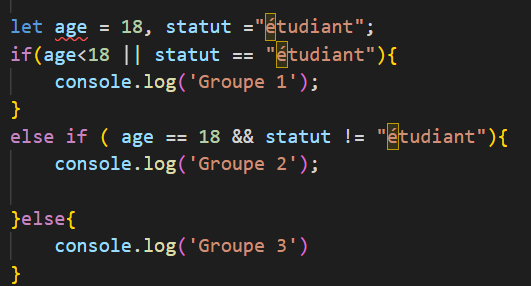 let age = 18, statut ="étudiant";
if(age<18 || statut == "étudiant"){
    console.log('Groupe 1');
}
else if ( age == 18 && statut != "étudiant"){
    console.log('Groupe 2');
}else{
    console.log('Groupe 3')
}